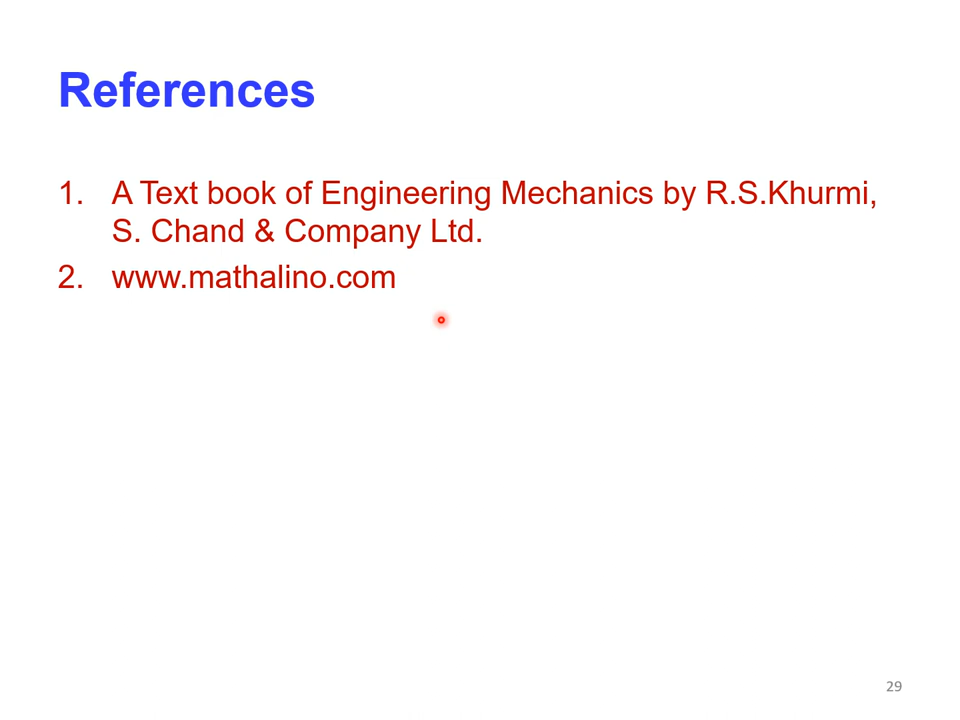 References
1. A Text book of Engineering Mechanics by R.S.Khurmi,
S. Chand & Company Ltd.
2. www.mathalino.com
29